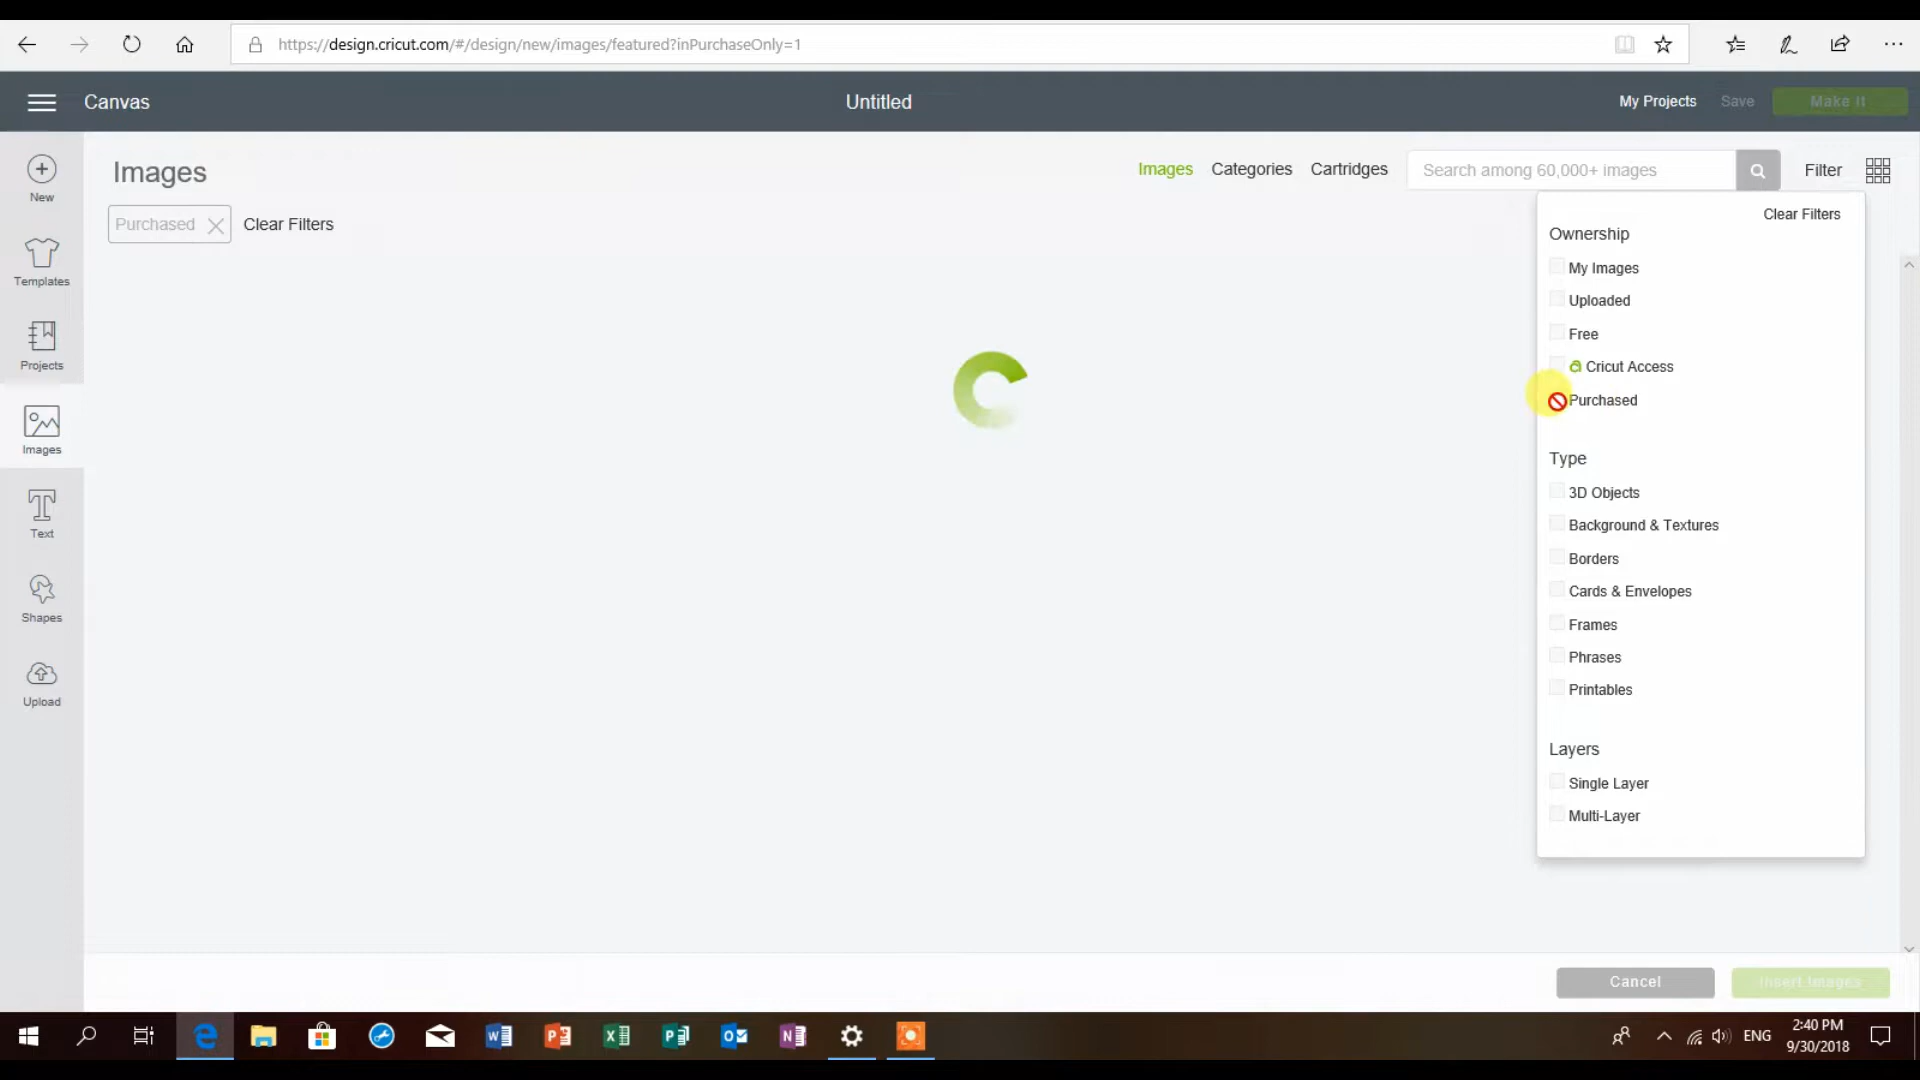 https://design.cricut.com/#/design/new/images/featured?inPurchaseOnly=1
Canvas
Untitled
My Projects
Save
Make It
New
Templates
Projects
Images
Text
Shapes
Upload
Images
Images
Categories
Cartridges
Search among 60,000+ images
Filter
Purchased
Clear Filters
Clear Filters
Ownership
My Images
Uploaded
Free
Cricut Access
Purchased
Type
3D Objects
Background & Textures
Borders
Cards & Envelopes
Frames
Phrases
Printables
Layers
Single Layer
Multi-Layer
Cancel
Insert Images
ENG
2:40 PM
9/30/2018